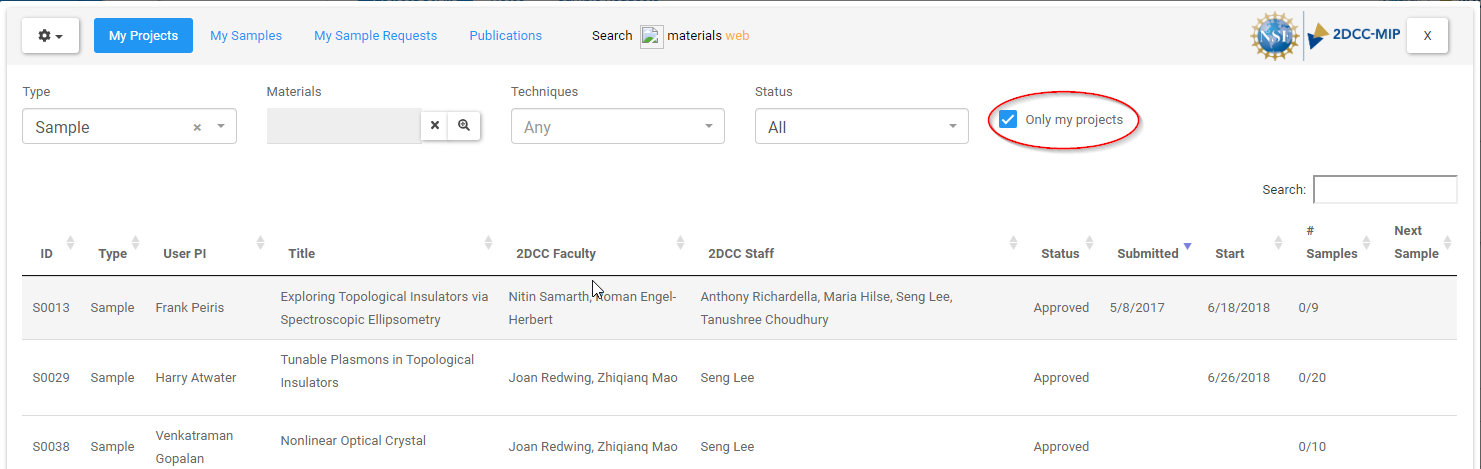 My Projects My Samples My Sample Requests Publications Search materials web NSF 2DCC-MIP X
Type Materials Techniques Status
Sample × Any All Only my projects
Search:
ID Type User PI Title 2DCC Faculty 2DCC Staff Status Submitted Start # Samples Next Sample
S0013 Sample Frank Peiris Exploring Topological Insulators via Nitin Samarth, Roman Engel- Anthony Richardella, Maria Hilse, Seng Lee, Approved 5/8/2017 6/18/2018 0/9
Spectroscopic Ellipsometry Herbert Tanushree Choudhury
Tunable Plasmons in Topological
S0029 Sample Harry Atwater Insulators Joan Redwing, Zhiqianq Mao Seng Lee Approved 6/26/2018 0/20
Venkatraman
S0038 Sample Gopalan Nonlinear Optical Crystal Joan Redwing, Zhiqianq Mao Seng Lee Approved 0/10